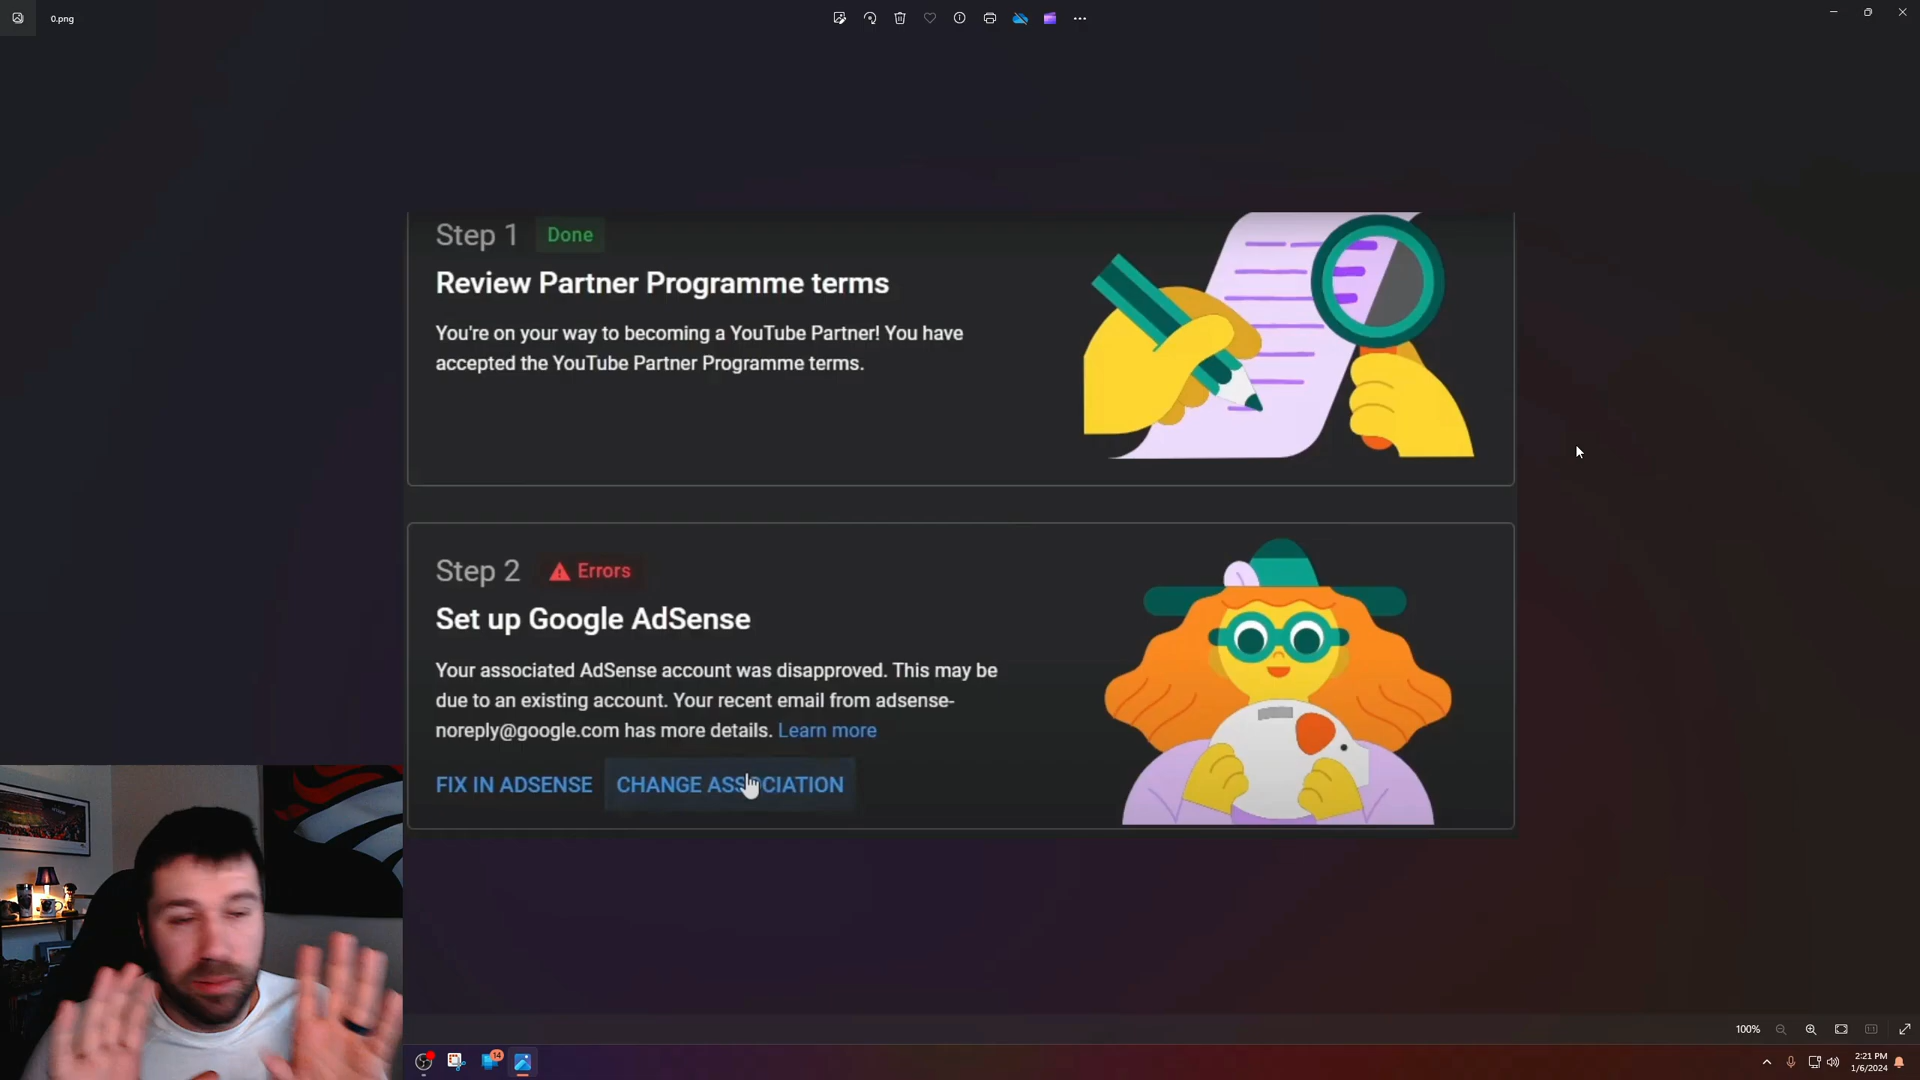 0.png
Step 1 Done
Review Partner Programme terms
You're on your way to becoming a YouTube Partner! You have
accepted the YouTube Partner Programme terms.
Step 2 Errors
Set up Google AdSense
Your associated AdSense account was disapproved. This may be
due to an existing account. Your recent email from adsense-
noreply@google.com has more details. Learn more
FIX IN ADSENSE CHANGE ASSOCIATION
100%
14
2:21 PM
1/6/2024